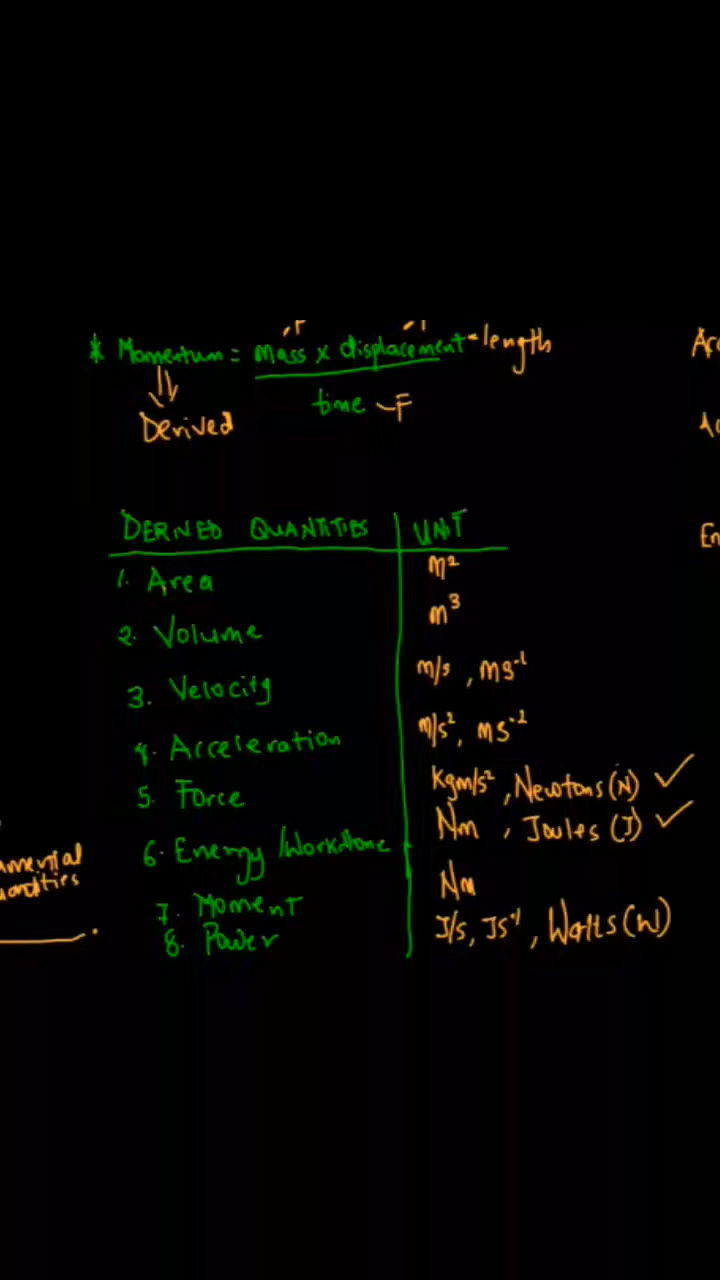 * Momentum = mass x displacement - length
time - F
Derived
DERIVED QUANTITIES UNIT
1. Area m²
2. Volume m³
3. Velocity m/s , ms⁻¹
4. Acceleration m/s², ms⁻²
5. Force kgm/s² , Newtons (N) ✓
6. Energy/Workdone Nm , Joules (J) ✓
7. Moment Nm
8. Power J/s, Js⁻¹ , Watts (W)